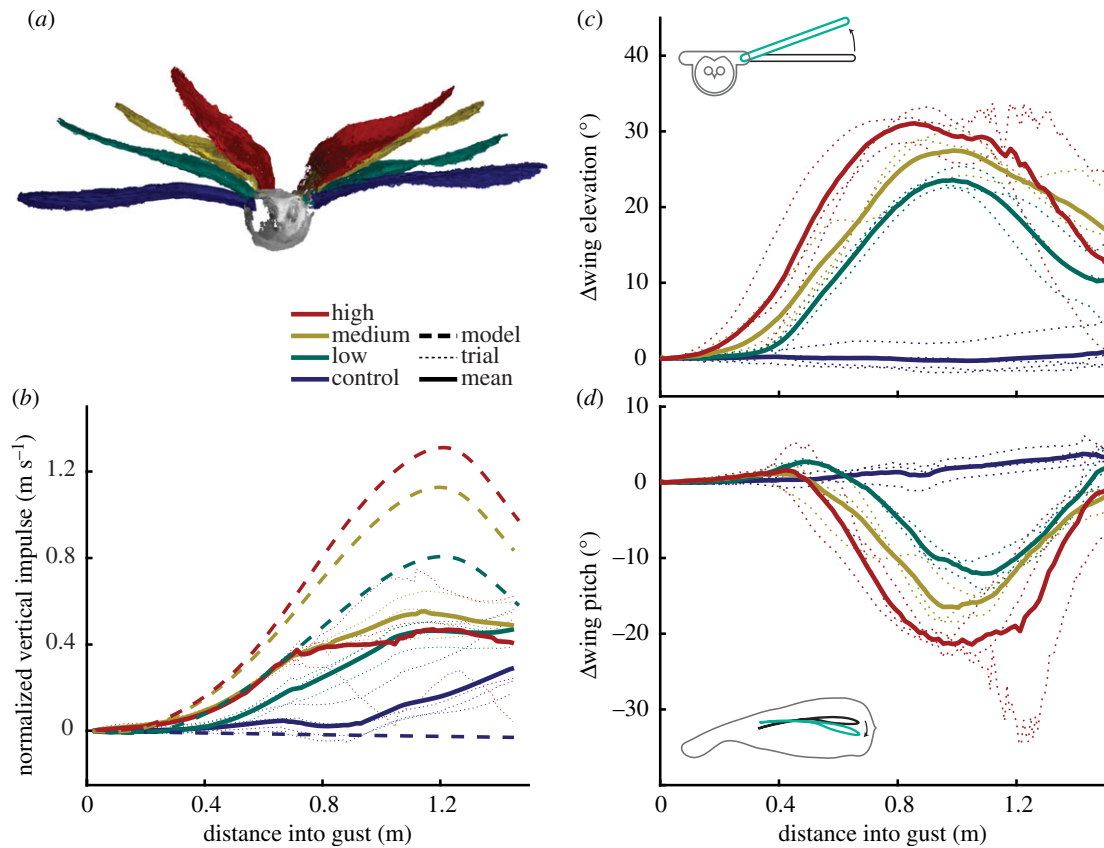 (a)
high
medium
low
control
model
trial
mean
(b)
normalized vertical impulse (m s⁻¹)
1.2
0.8
0.4
0
0
0.4
0.8
1.2
distance into gust (m)
(c)
Δwing elevation (°)
40
30
20
10
0
(d)
Δwing pitch (°)
10
0
−10
−20
−30
0
0.4
0.8
1.2
distance into gust (m)